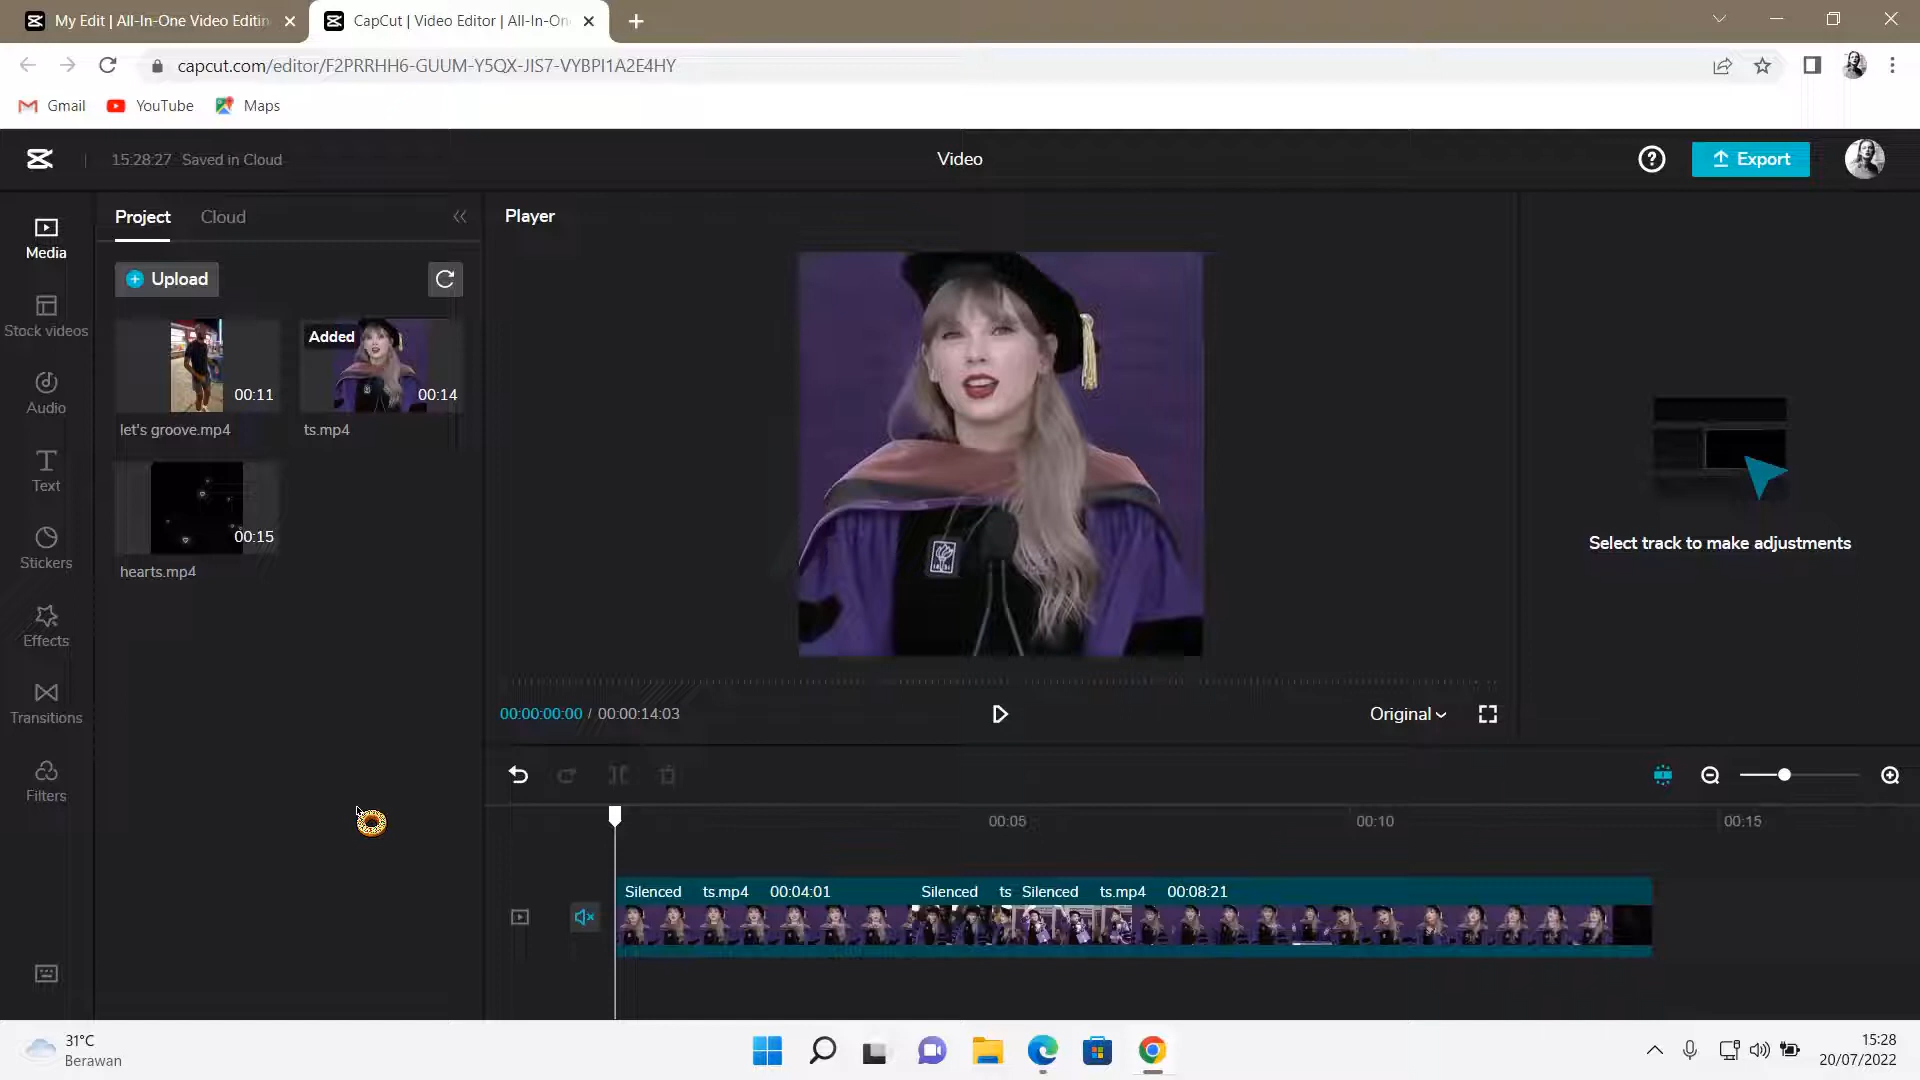 My Edit | All-In-One Video Editin
CapCut | Video Editor | All-In-On
capcut.com/editor/F2PRRHH6-GUUM-Y5QX-JIS7-VYBPI1A2E4HY
Gmail
YouTube
Maps
15:28:27 Saved in Cloud
Video
Export
Project
Cloud
Player
Media
Upload
Stock videos
Audio
Text
Stickers
Effects
Transitions
Filters
00:11
let's groove.mp4
Added
00:14
ts.mp4
00:15
hearts.mp4
Select track to make adjustments
00:00:00:00 / 00:00:14:03
Original
00:05
00:10
00:15
Silenced ts.mp4 00:04:01
Silenced ts
Silenced ts.mp4 00:08:21
31°C
Berawan
15:28
20/07/2022